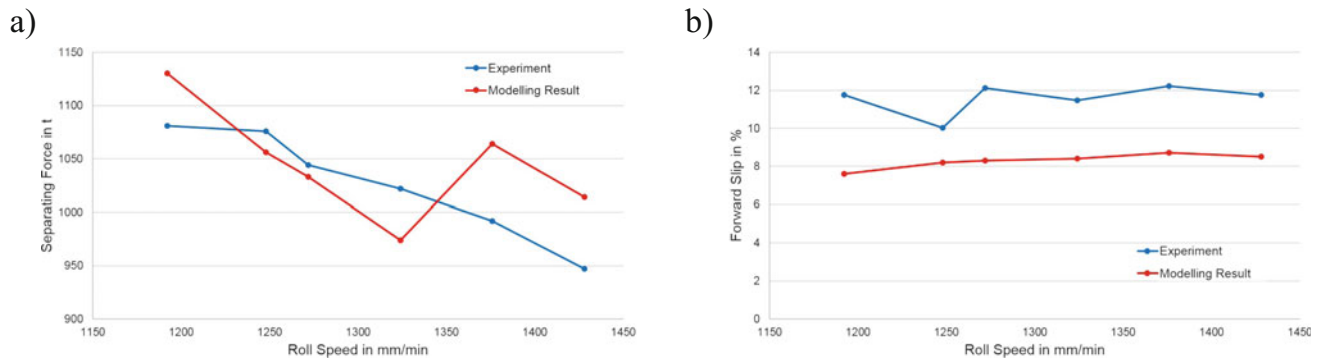 a)
1150
1100
1050
1000
950
900
Separating Force in t
1150 1200 1250 1300 1350 1400 1450
Roll Speed in mm/min
Experiment
Modelling Result
b)
14
12
10
8
6
4
2
0
Forward Slip in %
1150 1200 1250 1300 1350 1400 1450
Roll Speed in mm/min
Experiment
Modelling Result